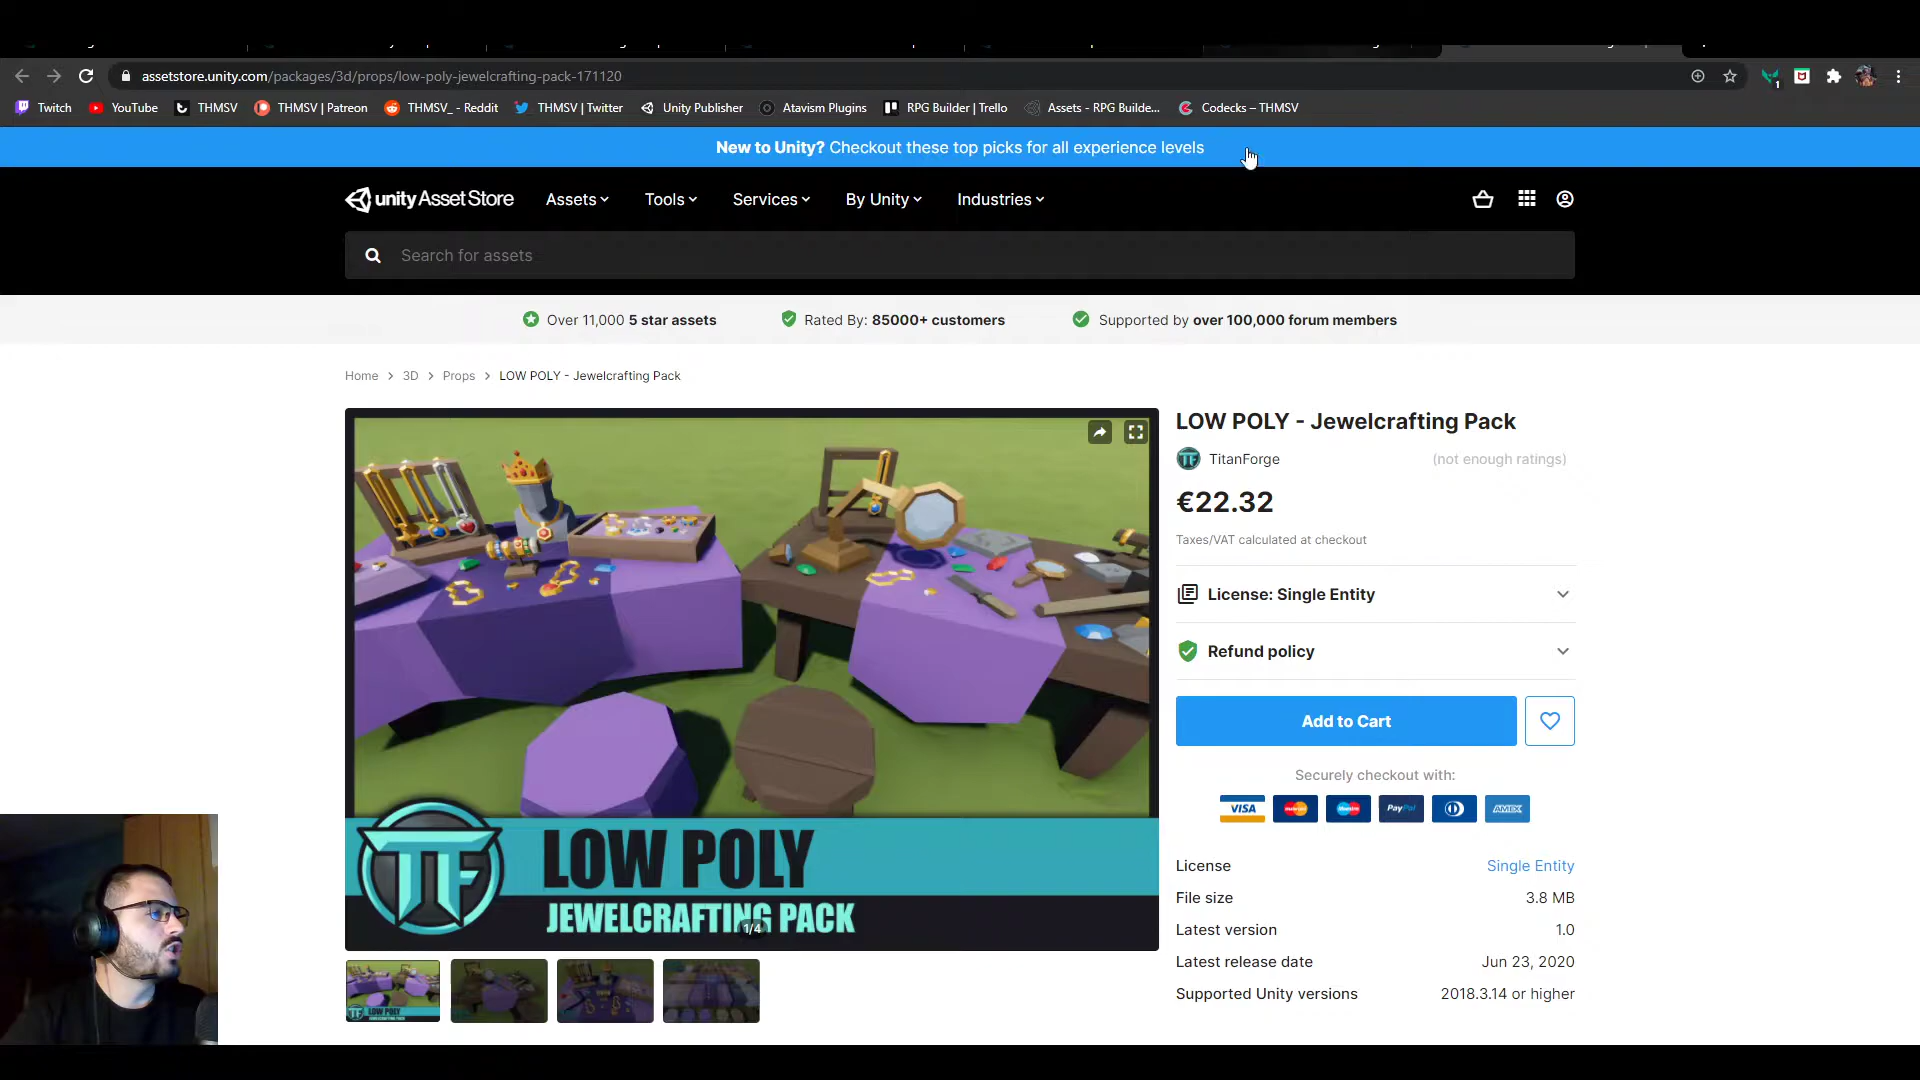 assetstore.unity.com/packages/3d/props/low-poly-jewelcrafting-pack-171120
Twitch YouTube THMSV THMSV | Patreon THMSV_ - Reddit THMSV | Twitter Unity Publisher Atavism Plugins RPG Builder | Trello Assets - RPG Builde... Codecks – THMSV
New to Unity? Checkout these top picks for all experience levels
unity Asset Store Assets Tools Services By Unity Industries
Search for assets
Over 11,000 5 star assets Rated By: 85000+ customers Supported by over 100,000 forum members
Home > 3D > Props > LOW POLY - Jewelcrafting Pack
LOW POLY - Jewelcrafting Pack
TF TitanForge (not enough ratings)
€22.32
Taxes/VAT calculated at checkout
License: Single Entity
Refund policy
Add to Cart
Securely checkout with:
VISA mastercard maestro PayPal AMEX
TF LOW POLY
JEWELCRAFTING PACK
1/4
License Single Entity
File size 3.8 MB
Latest version 1.0
Latest release date Jun 23, 2020
Supported Unity versions 2018.3.14 or higher